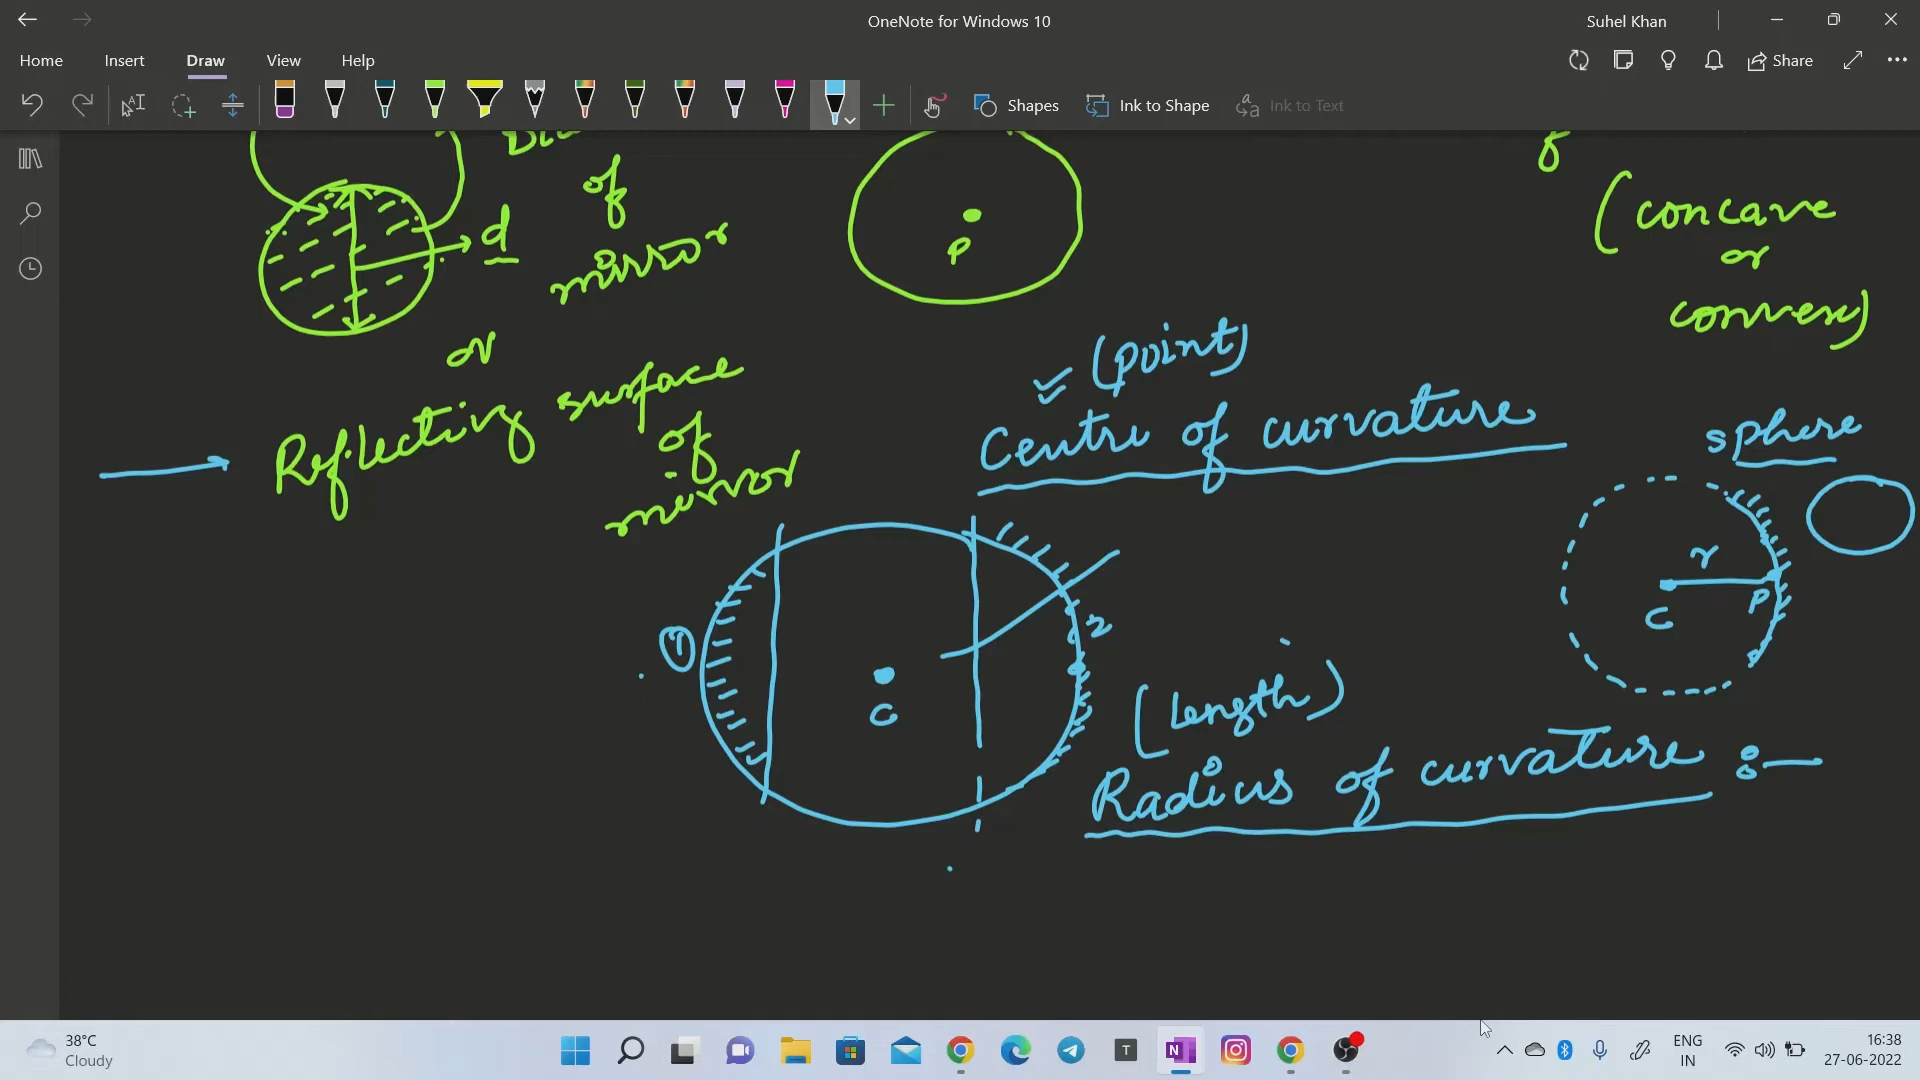 OneNote for Windows 10
Suhel Khan
Home Insert Draw View Help
Share
Shapes Ink to Shape Ink to Text
of
mirror
d
or
Reflecting surface
of
mirror
P
(concave
or
convex)
(point)
Centre of curvature
sphere
r
C P
1
2
C
(Length)
Radius of curvature :-
38°C
Cloudy
ENG
IN
16:38
27-06-2022